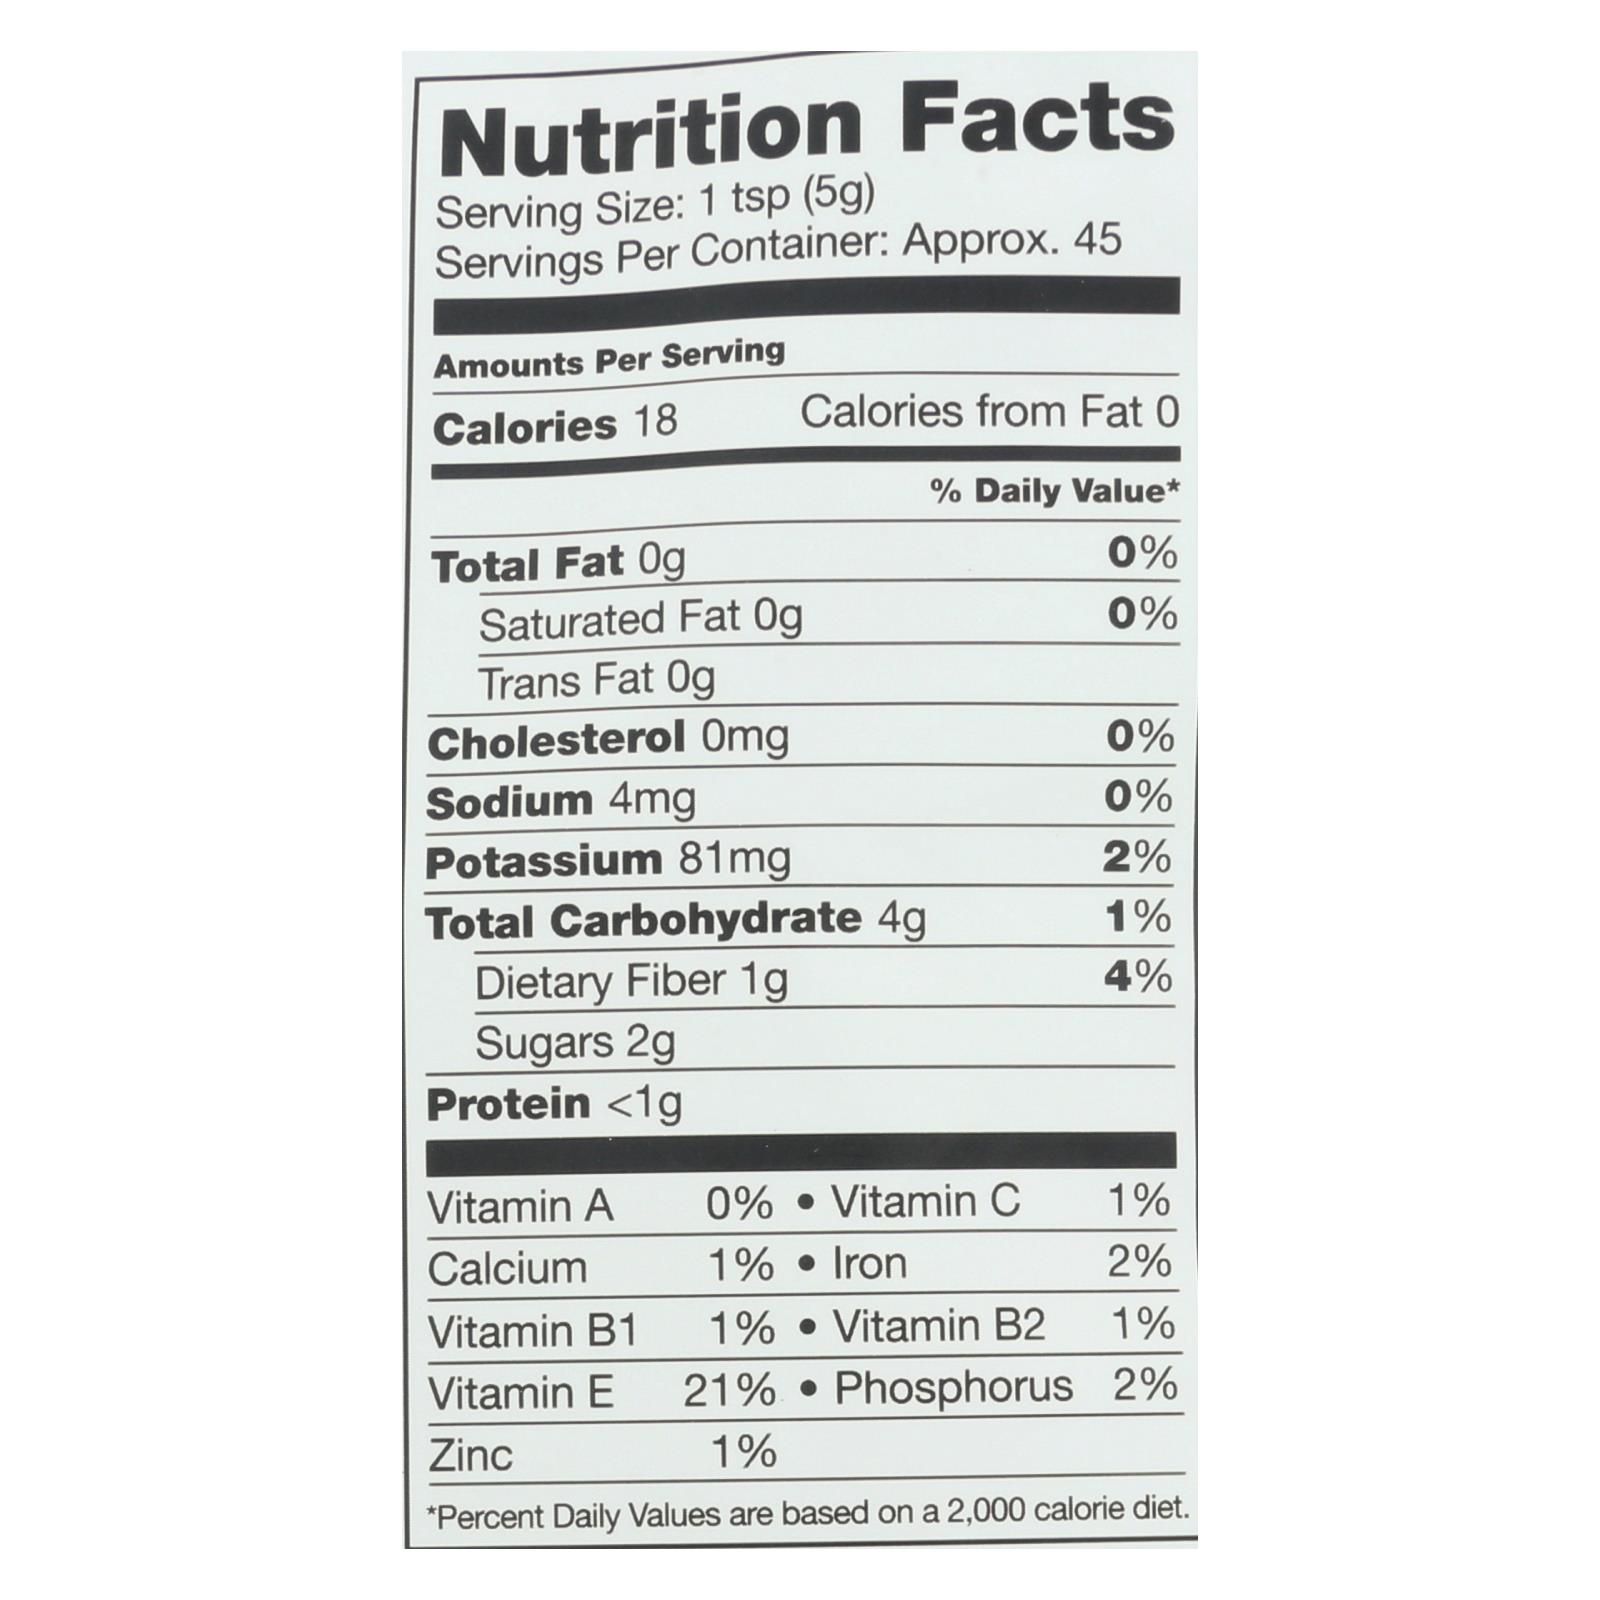 Nutrition Facts
Serving Size: 1 tsp (5g)
Servings Per Container: Approx. 45
Amounts Per Serving
Calories 18 Calories from Fat 0
% Daily Value*
Total Fat 0g 0%
Saturated Fat 0g 0%
Trans Fat 0g
Cholesterol 0mg 0%
Sodium 4mg 0%
Potassium 81mg 2%
Total Carbohydrate 4g 1%
Dietary Fiber 1g 4%
Sugars 2g
Protein <1g
Vitamin A 0% • Vitamin C 1%
Calcium 1% • Iron 2%
Vitamin B1 1% • Vitamin B2 1%
Vitamin E 21% • Phosphorus 2%
Zinc 1%
*Percent Daily Values are based on a 2,000 calorie diet.